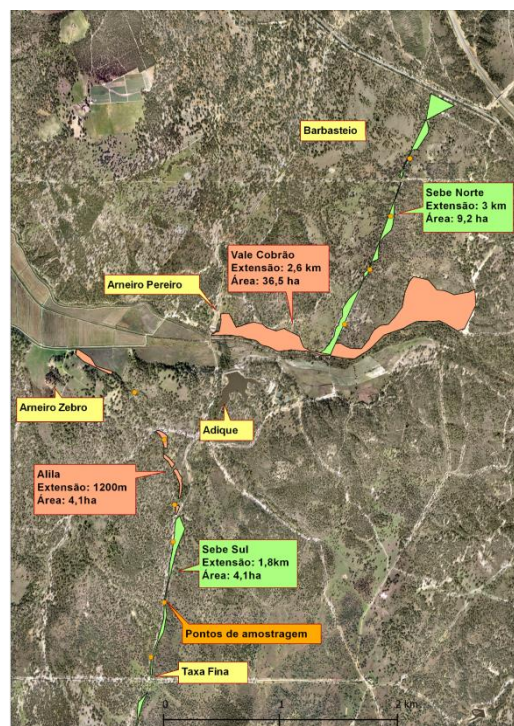 Barbasteio
Sebe Norte
Extensão: 3 km
Área: 9,2 ha
Vale Cobrão
Extensão: 2,6 km
Área: 36,5 ha
Arneiro Pereiro
Arneiro Zebro
Adique
Alila
Extensão: 1200m
Área: 4,1ha
Sebe Sul
Extensão: 1,8km
Área: 4,1ha
Pontos de amostragem
Taxa Fina
0 1 2 km